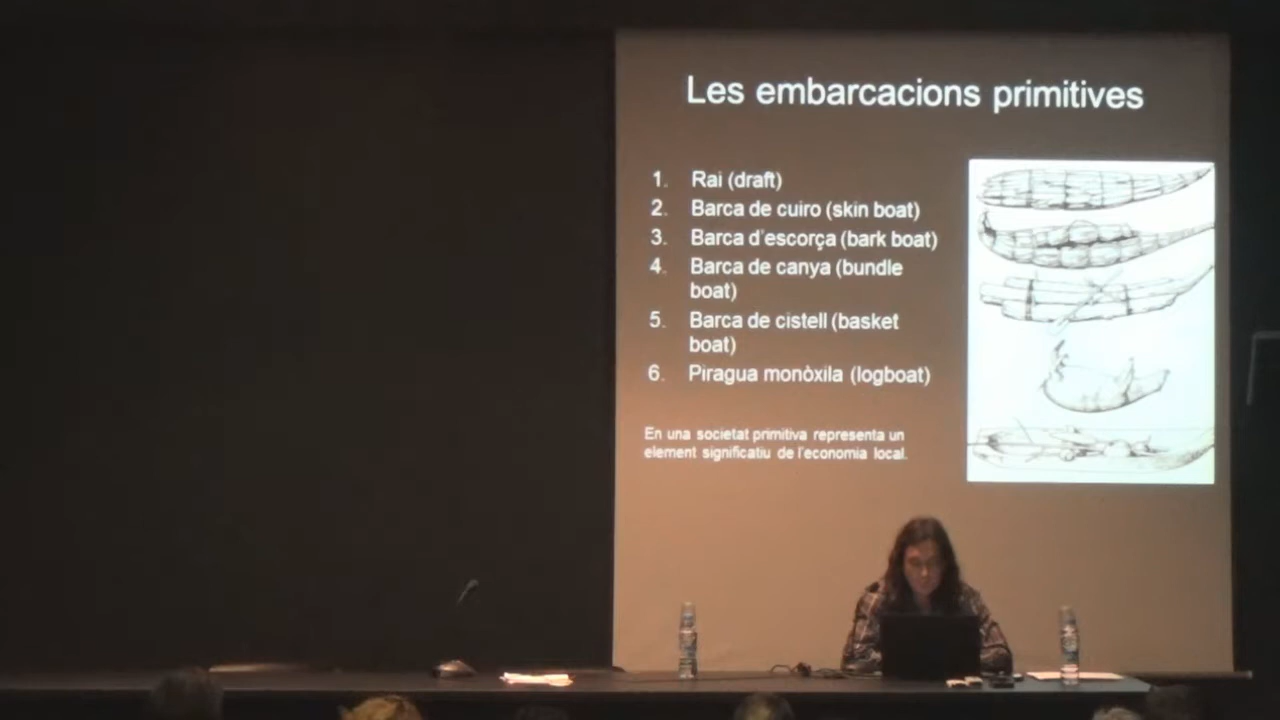 Les embarcacions primitives
1. Rai (draft)
2. Barca de cuiro (skin boat)
3. Barca d'escorça (bark boat)
4. Barca de canya (bundle
boat)
5. Barca de cistell (basket
boat)
6. Piragua monòxila (logboat)
En una societat primitiva representa un
element significatiu de l'economia local.